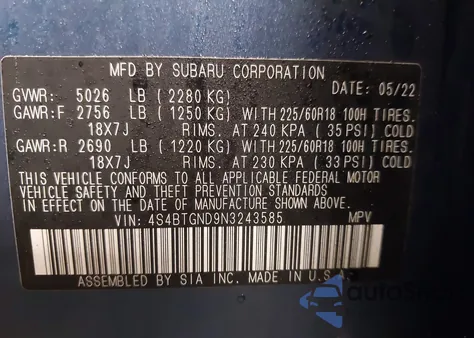 MFD BY SUBARU CORPORATION
GVWR: 5026 LB (2280 KG) DATE: 05/22
GAWR:F 2756 LB (1250 KG) WITH 225/60R18 100H TIRES.
18X7J RIMS. AT 240 KPA (35 PSI) COLD
GAWR:R 2690 LB (1220 KG) WITH 225/60R18 100H TIRES.
18X7J RIMS. AT 230 KPA (33 PSI) COLD
THIS VEHICLE CONFORMS TO ALL APPLICABLE FEDERAL MOTOR
VEHICLE SAFETY AND THEFT PREVENTION STANDARDS
IN EFFECT ON THE DATE OF MANUFACTURE SHOWN ABOVE.
VIN: 4S4BTGND9N3243585 MPV
ASSEMBLED BY SIA INC. MADE IN U.S.A.